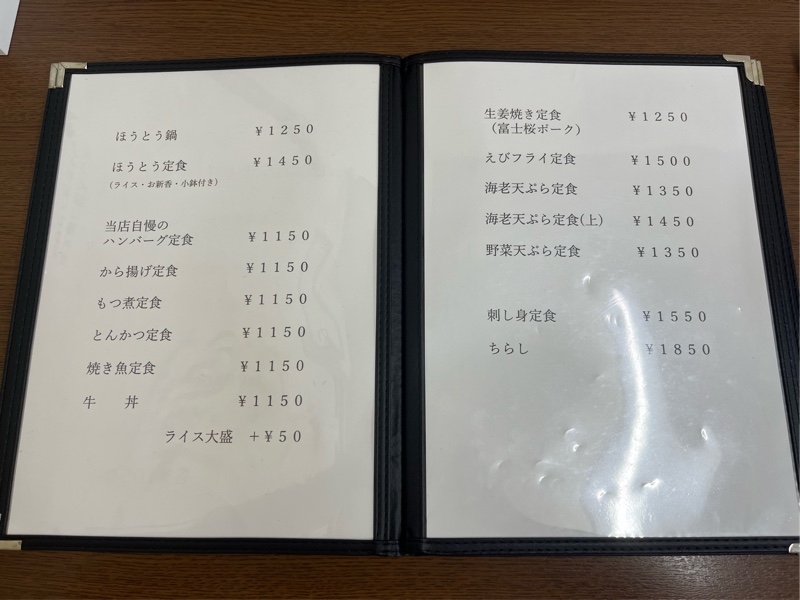 ほうとう鍋 ￥１２５０
ほうとう定食 ￥１４５０
（ライス・お新香・小鉢付き）
当店自慢の
ハンバーグ定食 ￥１１５０
から揚げ定食 ￥１１５０
もつ煮定食 ￥１１５０
とんかつ定食 ￥１１５０
焼き魚定食 ￥１１５０
牛　丼 ￥１１５０
ライス大盛　＋￥５０
生姜焼き定食 ￥１２５０
（富士桜ポーク）
えびフライ定食 ￥１５００
海老天ぷら定食 ￥１３５０
海老天ぷら定食(上) ￥１４５０
野菜天ぷら定食 ￥１３５０
刺し身定食 ￥１５５０
ちらし ￥１８５０